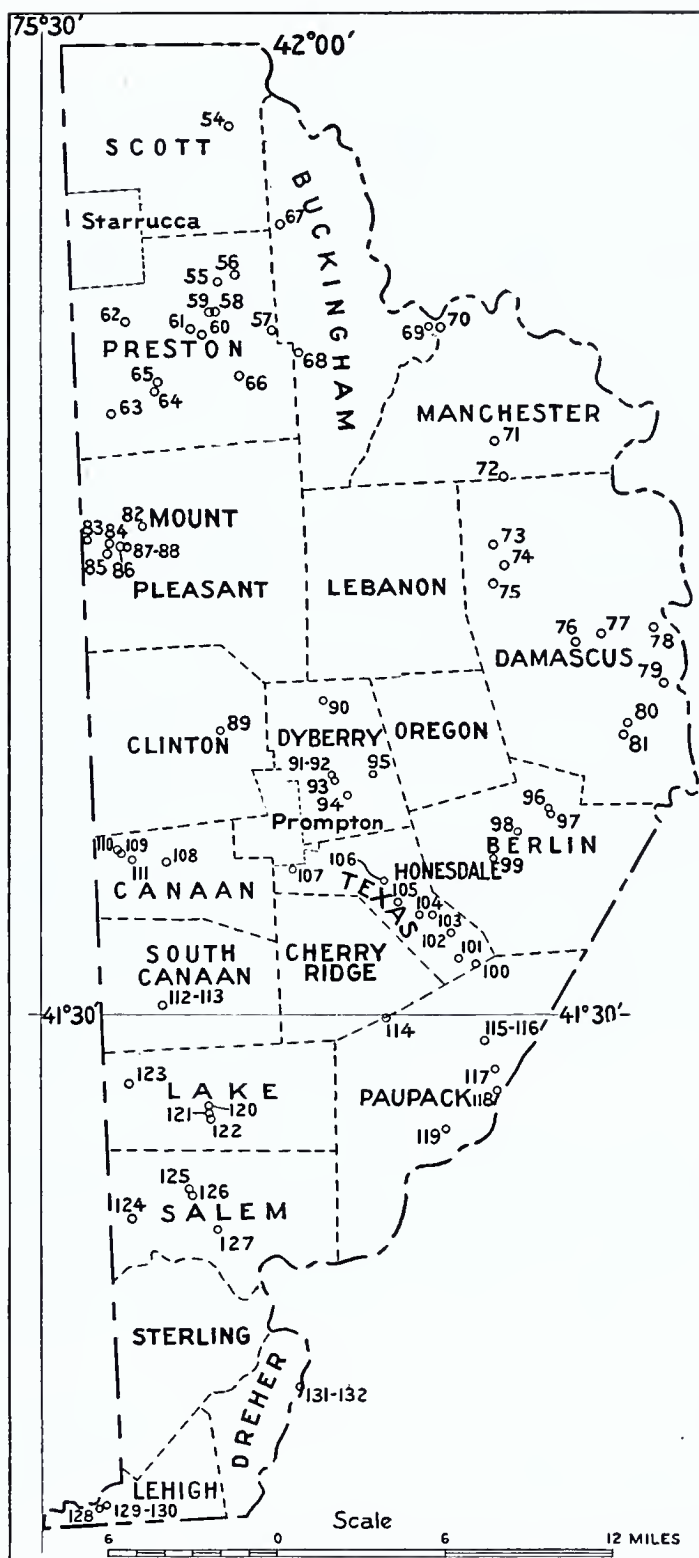 75°30'
42°00'
54
SCOTT
BUCKINGHAM
Starrucca
67
56
55
59 58
62
61 60 57
69 70
PRESTON
68
65 66
64
63
MANCHESTER
71
72
82 MOUNT
83 84
87-88
85 86
PLEASANT
LEBANON
73
74
75
76 77 78
DAMASCUS
79
80
81
90
89
CLINTON
DYBERRY
OREGON
91-92 95
93
94
Prompton
96
97
98
BERLIN
99
110 109
111 108
CANAAN
107
106
HONESDALE
TEXAS
105
104
103
102
101
100
SOUTH
CANAAN
CHERRY
RIDGE
112-113
41°30'
41°30'
114
115-116
117
123
LAKE
PAUPACK
118
121 120
122
119
125
126
124
SALEM
127
STERLING
DREHER
131-132
LEHIGH
128 129-130
Scale
6 0 6 12 MILES